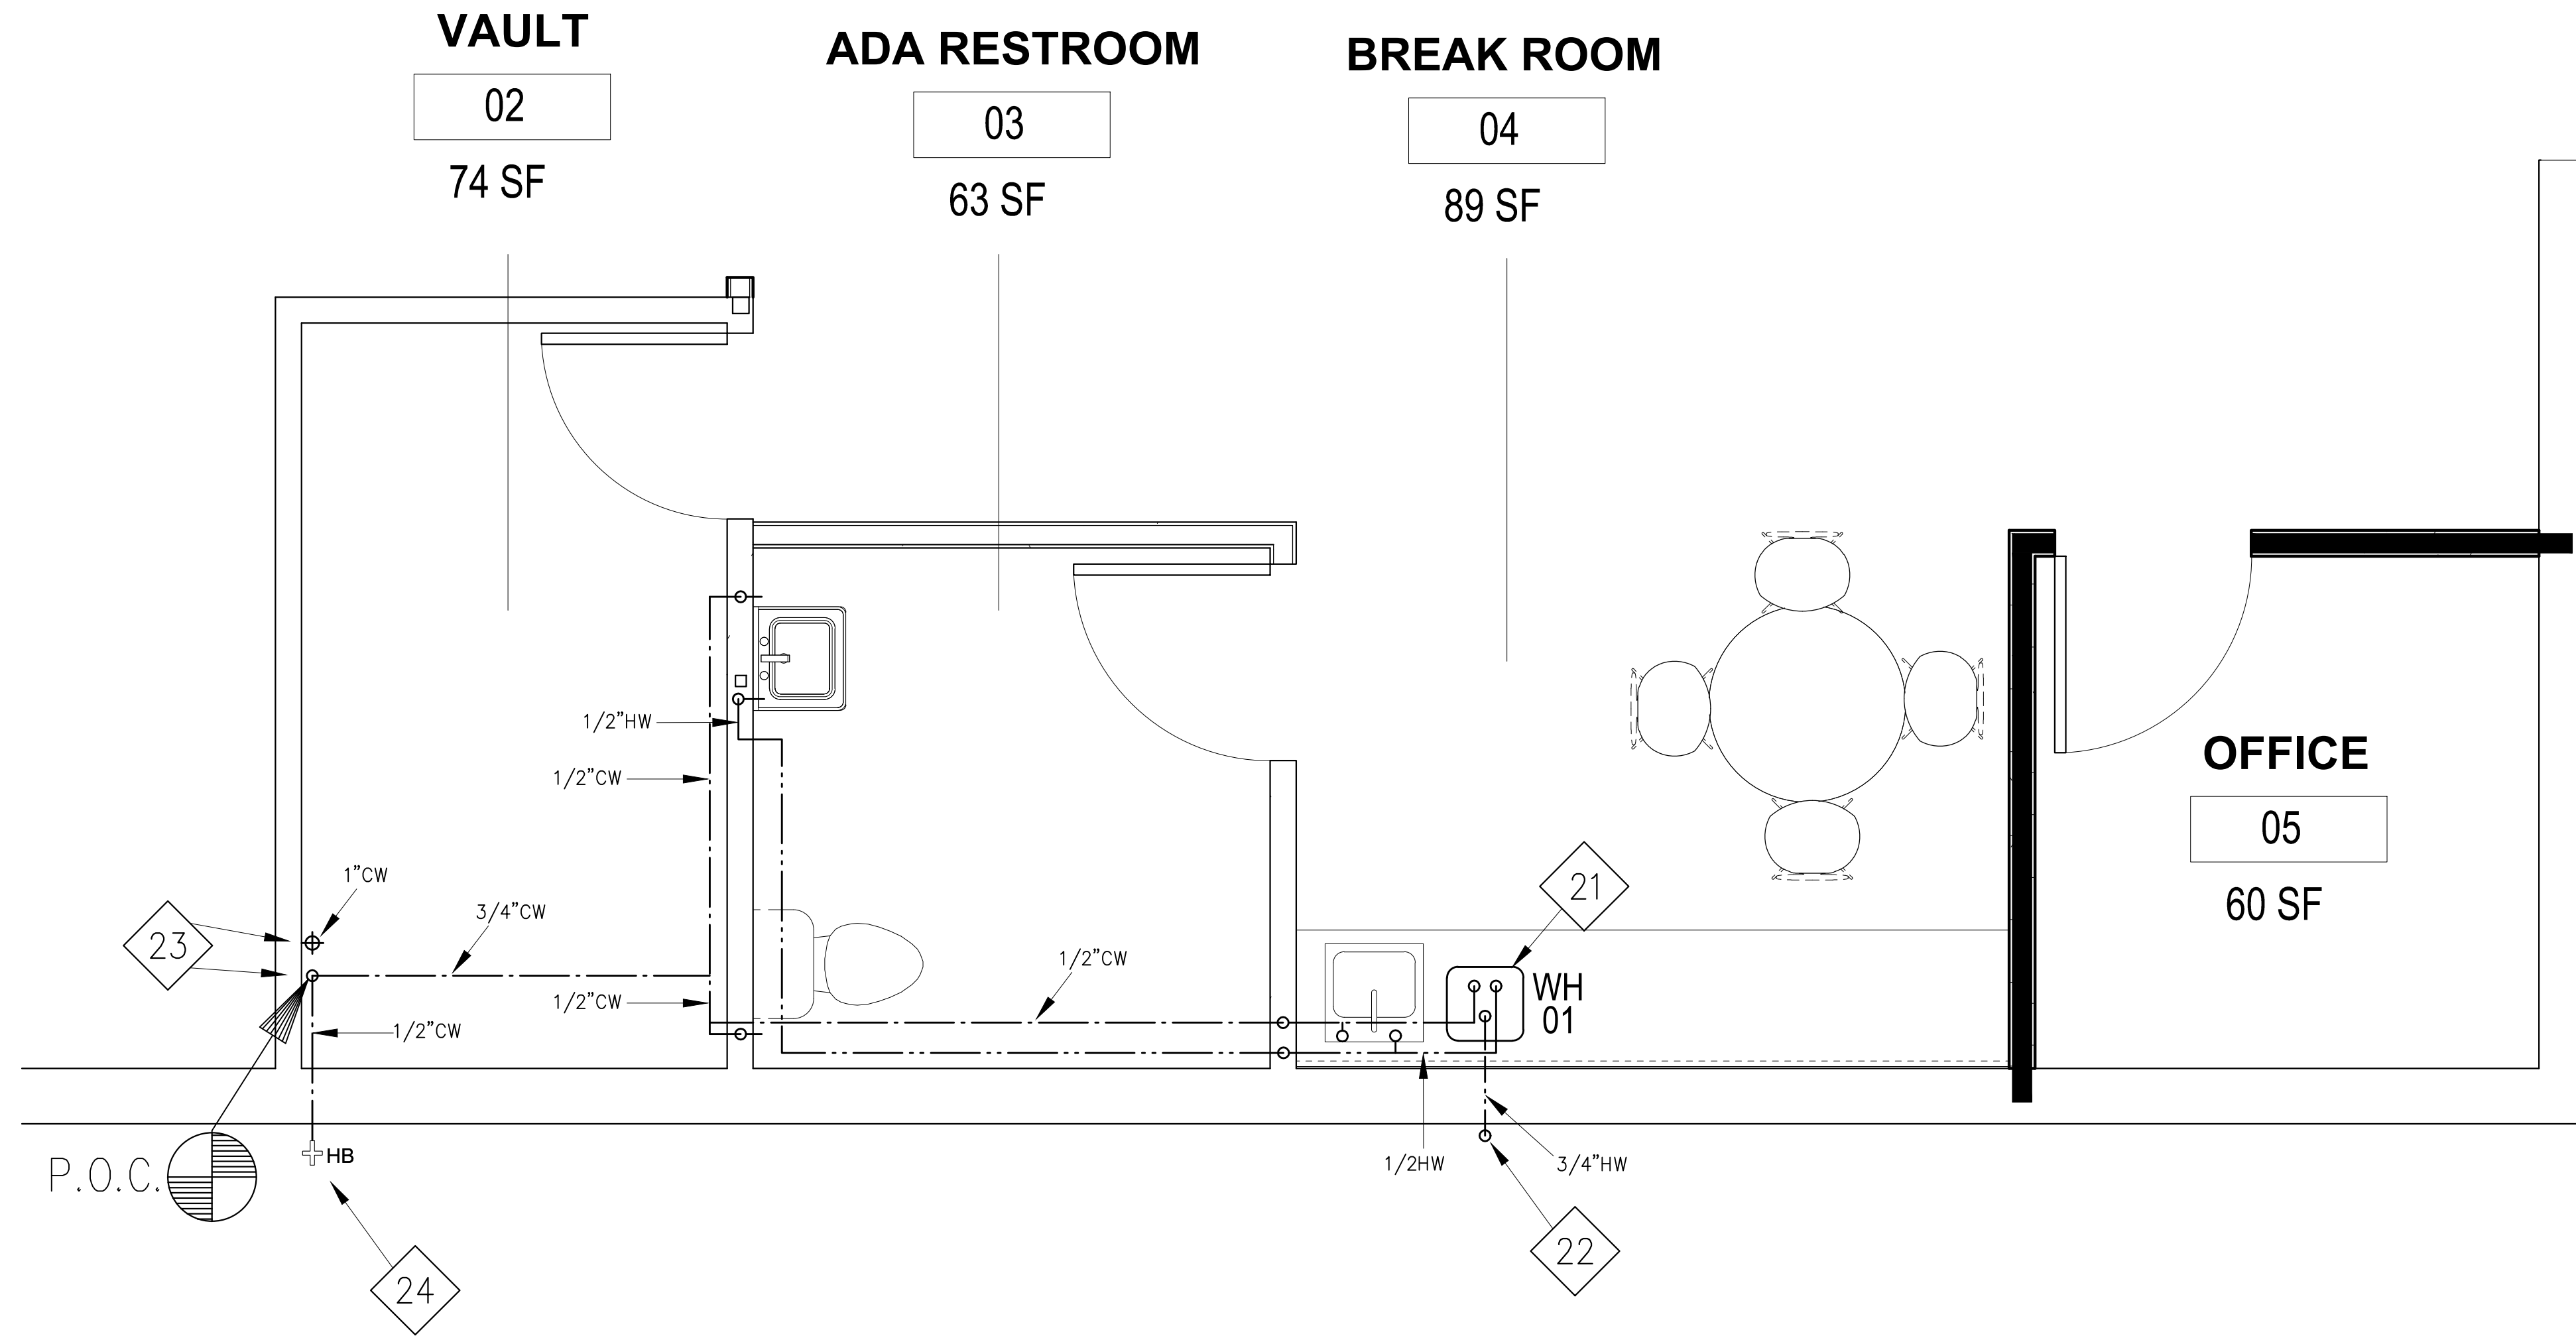 VAULT
02
74 SF
ADA RESTROOM
03
63 SF
BREAK ROOM
04
89 SF
OFFICE
05
60 SF
1/2"HW
1/2"CW
1"CW
3/4"CW
23
1/2"CW
1/2"CW
1/2"CW
21
WH
01
P.O.C.
HB
24
1/2HW
3/4"HW
22